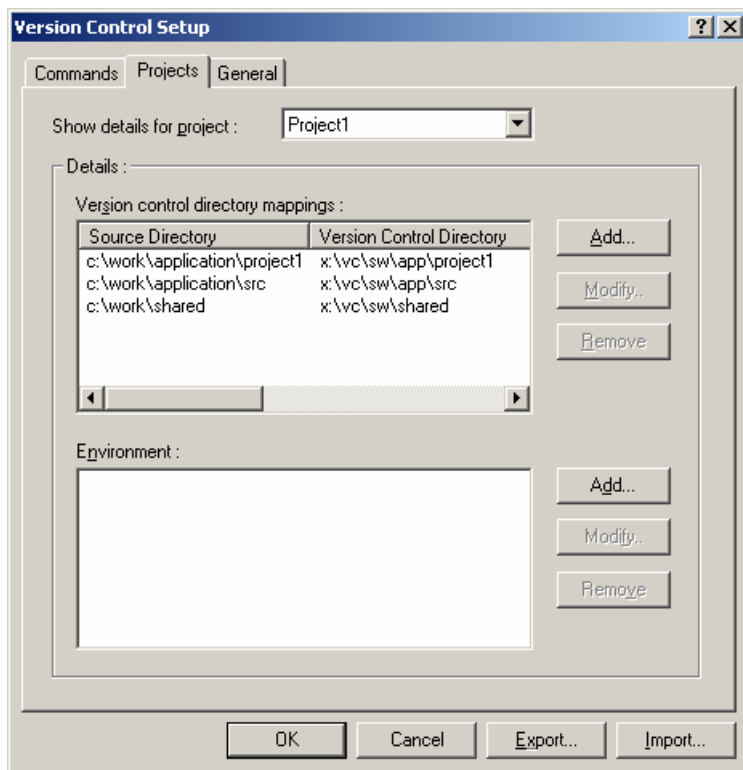 Version Control Setup
Commands Projects General
Show details for project : Project1
Details :
Version control directory mappings :
Source Directory Version Control Directory
c:\work\application\project1 x:\vc\sw\app\project1
c:\work\application\src x:\vc\sw\app\src
c:\work\shared x:\vc\sw\shared
Add...
Modify..
Remove
Environment :
Add...
Modify..
Remove
OK Cancel Export... Import...